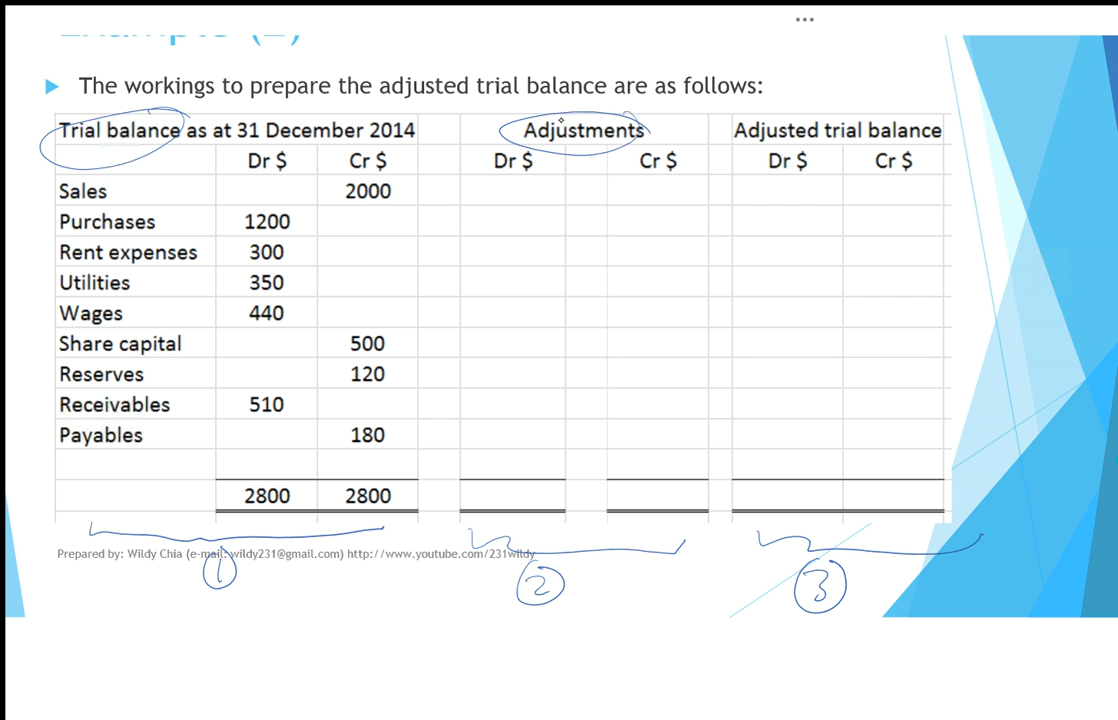 The workings to prepare the adjusted trial balance are as follows:
Trial balance as at 31 December 2014 Adjustments Adjusted trial balance
Dr $ Cr $ Dr $ Cr $ Dr $ Cr $
Sales 2000
Purchases 1200
Rent expenses 300
Utilities 350
Wages 440
Share capital 500
Reserves 120
Receivables 510
Payables 180
2800 2800
Prepared by: Wildy Chia (e-mail: wildy231@gmail.com) http://www.youtube.com/231wildy
1 2 3